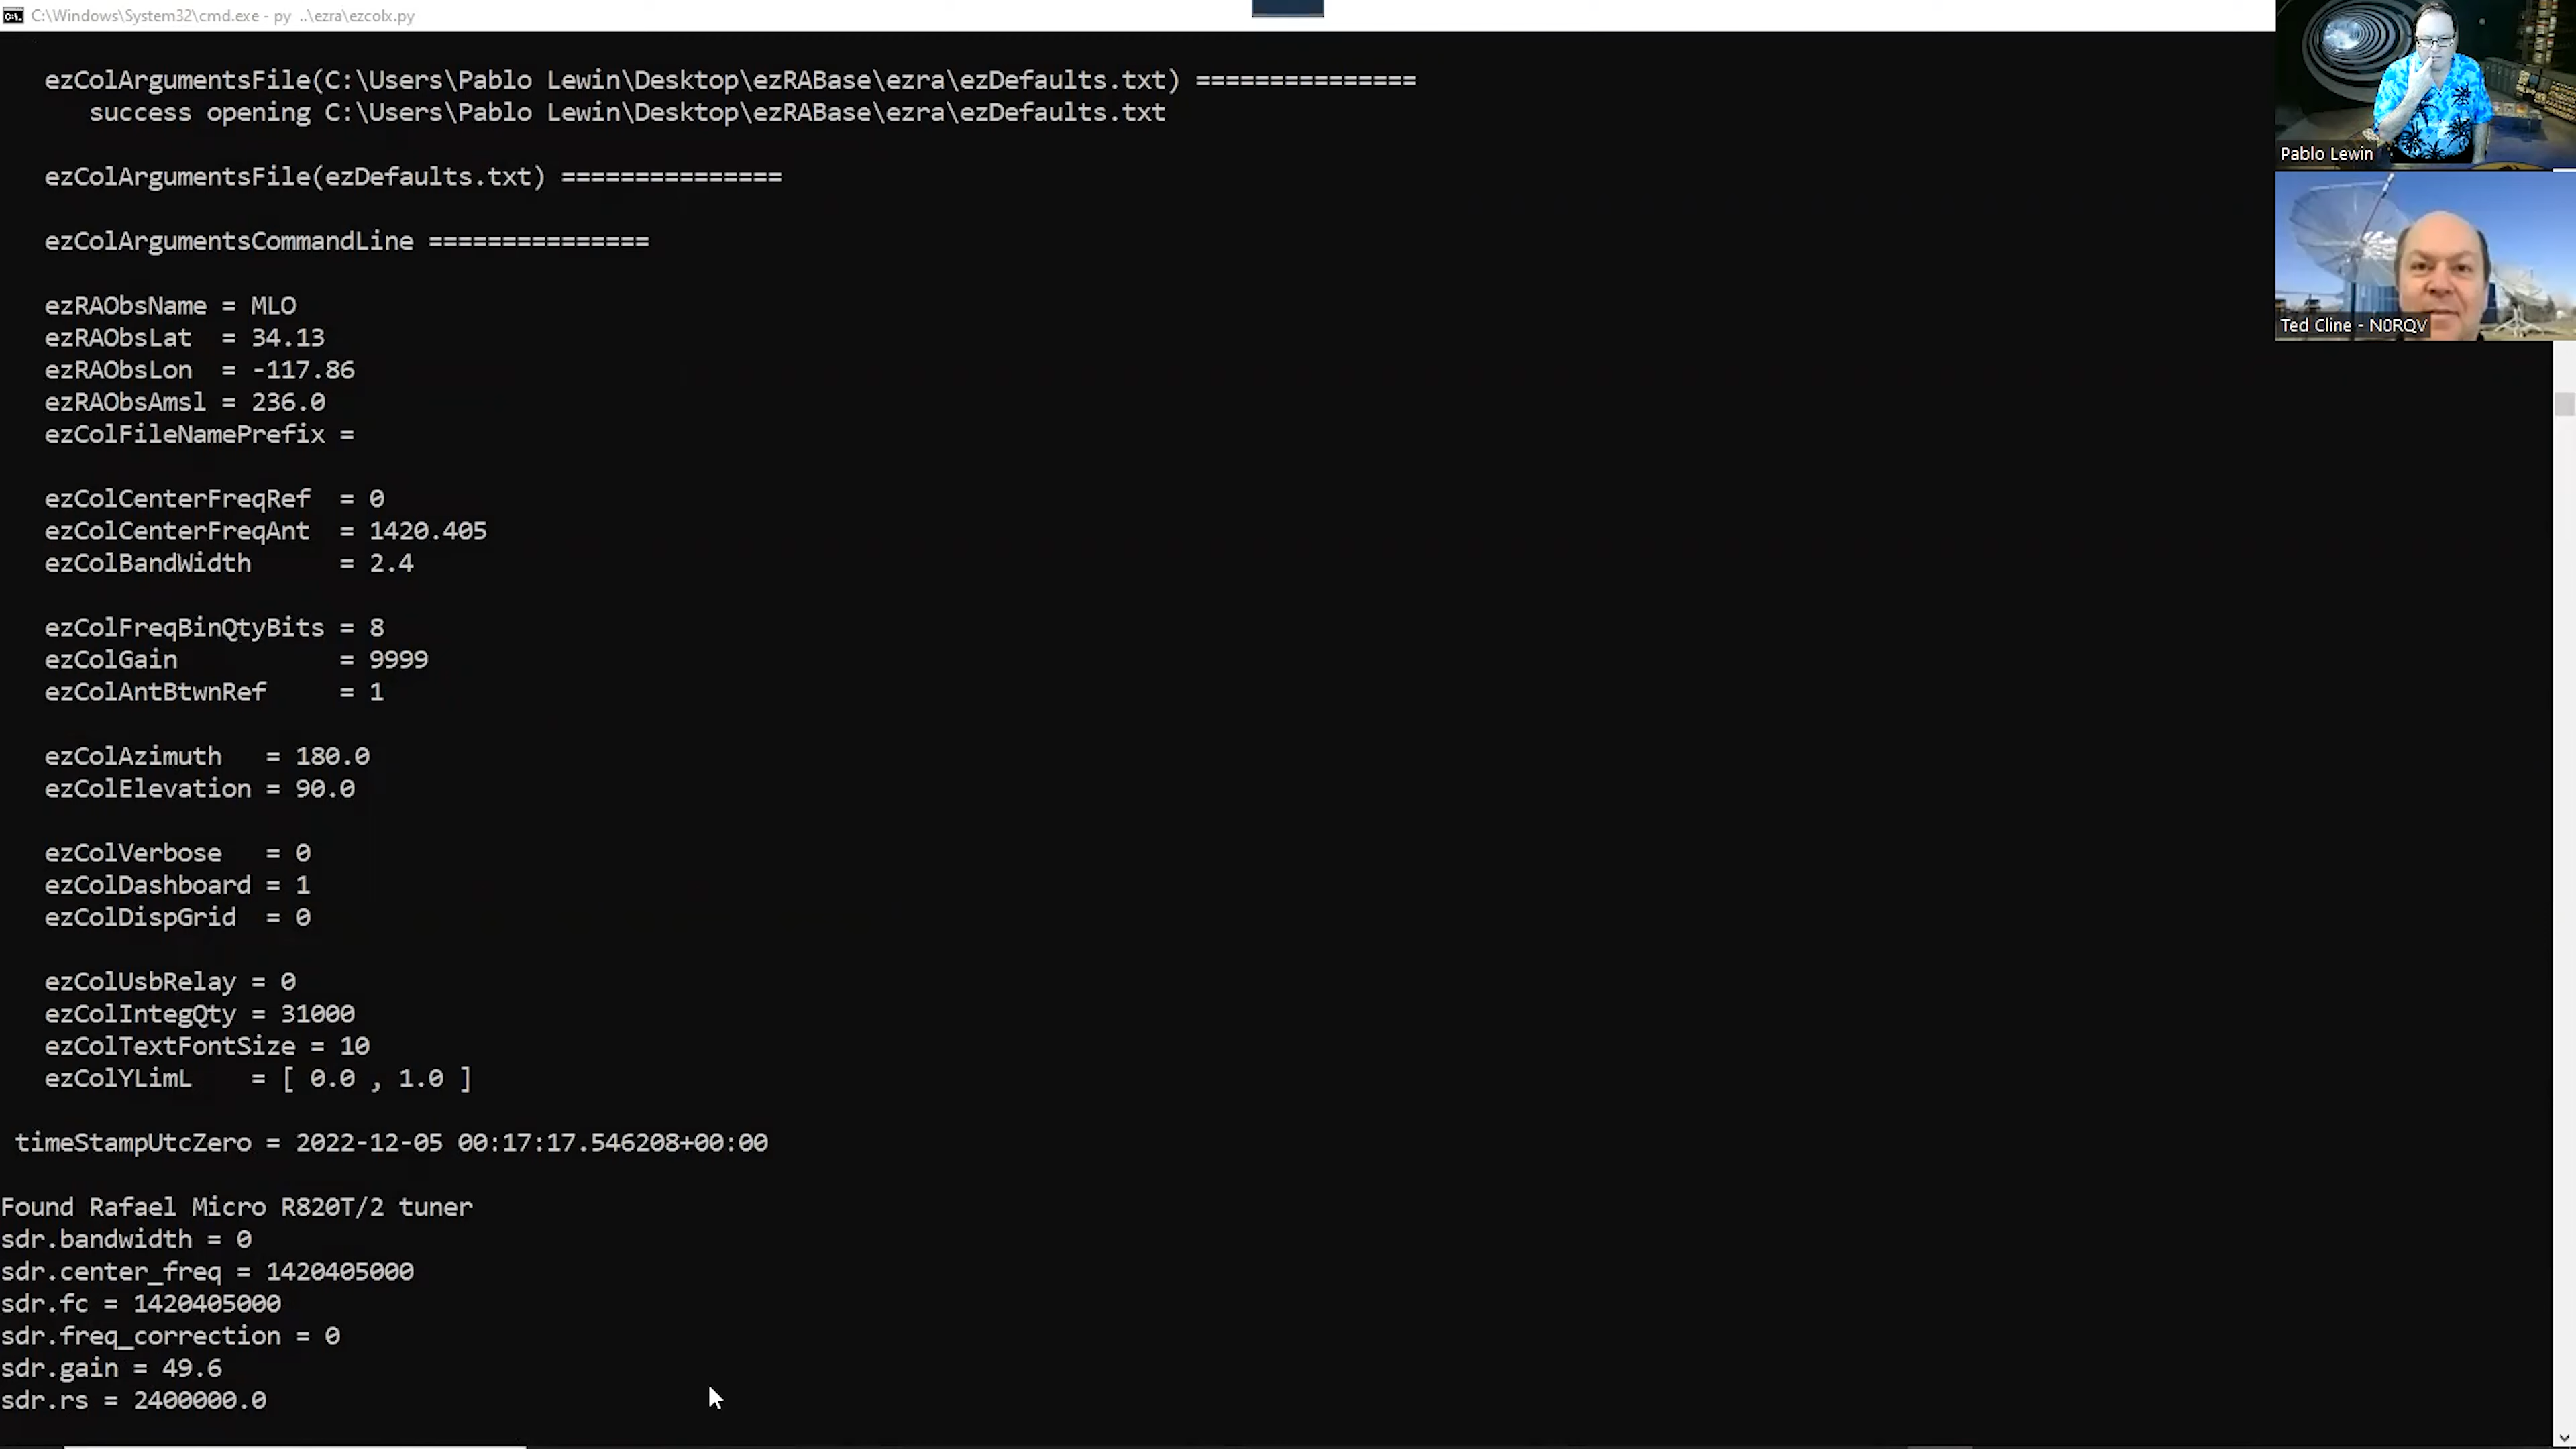 C:\Windows\System32\cmd.exe - py ..\ezra\ezcolx.py
ezColArgumentsFile(C:\Users\Pablo Lewin\Desktop\ezRABase\ezra\ezDefaults.txt) ===============
success opening C:\Users\Pablo Lewin\Desktop\ezRABase\ezra\ezDefaults.txt
ezColArgumentsFile(ezDefaults.txt) ===============
ezColArgumentsCommandLine ===============
ezRAObsName = MLO
ezRAObsLat  = 34.13
ezRAObsLon  = -117.86
ezRAObsAmsl = 236.0
ezColFileNamePrefix =
ezColCenterFreqRef  = 0
ezColCenterFreqAnt  = 1420.405
ezColBandWidth      = 2.4
ezColFreqBinQtyBits = 8
ezColGain           = 9999
ezColAntBtwnRef     = 1
ezColAzimuth   = 180.0
ezColElevation = 90.0
ezColVerbose   = 0
ezColDashboard = 1
ezColDispGrid  = 0
ezColUsbRelay = 0
ezColIntegQty = 31000
ezColTextFontSize = 10
ezColYLimL    = [ 0.0 , 1.0 ]
timeStampUtcZero = 2022-12-05 00:17:17.546208+00:00
Found Rafael Micro R820T/2 tuner
sdr.bandwidth = 0
sdr.center_freq = 1420405000
sdr.fc = 1420405000
sdr.freq_correction = 0
sdr.gain = 49.6
sdr.rs = 2400000.0
Pablo Lewin
Ted Cline - N0RQV